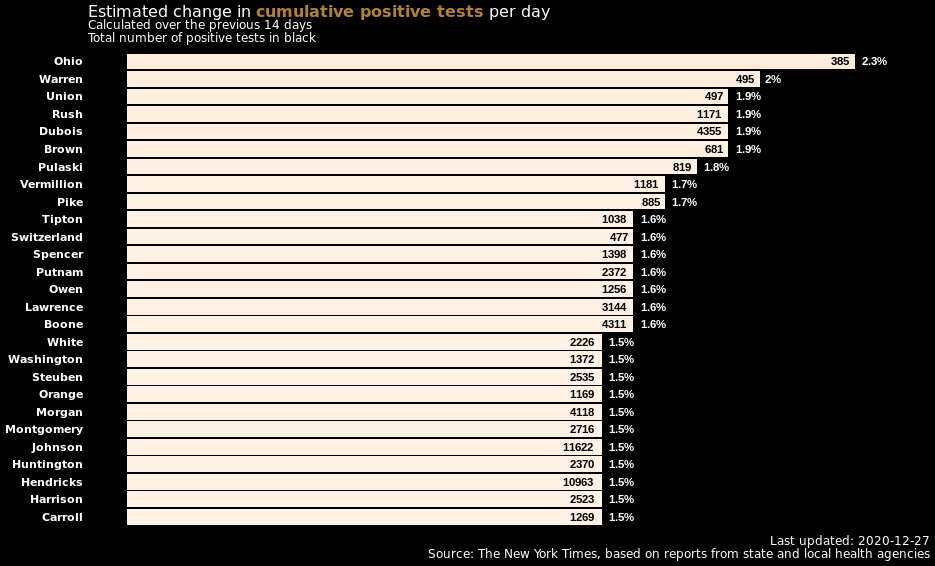 Estimated change in cumulative positive tests per day
Calculated over the previous 14 days
Total number of positive tests in black
Ohio 385 2.3%
Warren 495 2%
Union 497 1.9%
Rush 1171 1.9%
Dubois 4355 1.9%
Brown 681 1.9%
Pulaski 819 1.8%
Vermillion 1181 1.7%
Pike 885 1.7%
Tipton 1038 1.6%
Switzerland 477 1.6%
Spencer 1398 1.6%
Putnam 2372 1.6%
Owen 1256 1.6%
Lawrence 3144 1.6%
Boone 4311 1.6%
White 2226 1.5%
Washington 1372 1.5%
Steuben 2535 1.5%
Orange 1169 1.5%
Morgan 4118 1.5%
Montgomery 2716 1.5%
Johnson 11622 1.5%
Huntington 2370 1.5%
Hendricks 10963 1.5%
Harrison 2523 1.5%
Carroll 1269 1.5%
Last updated: 2020-12-27
Source: The New York Times, based on reports from state and local health agencies